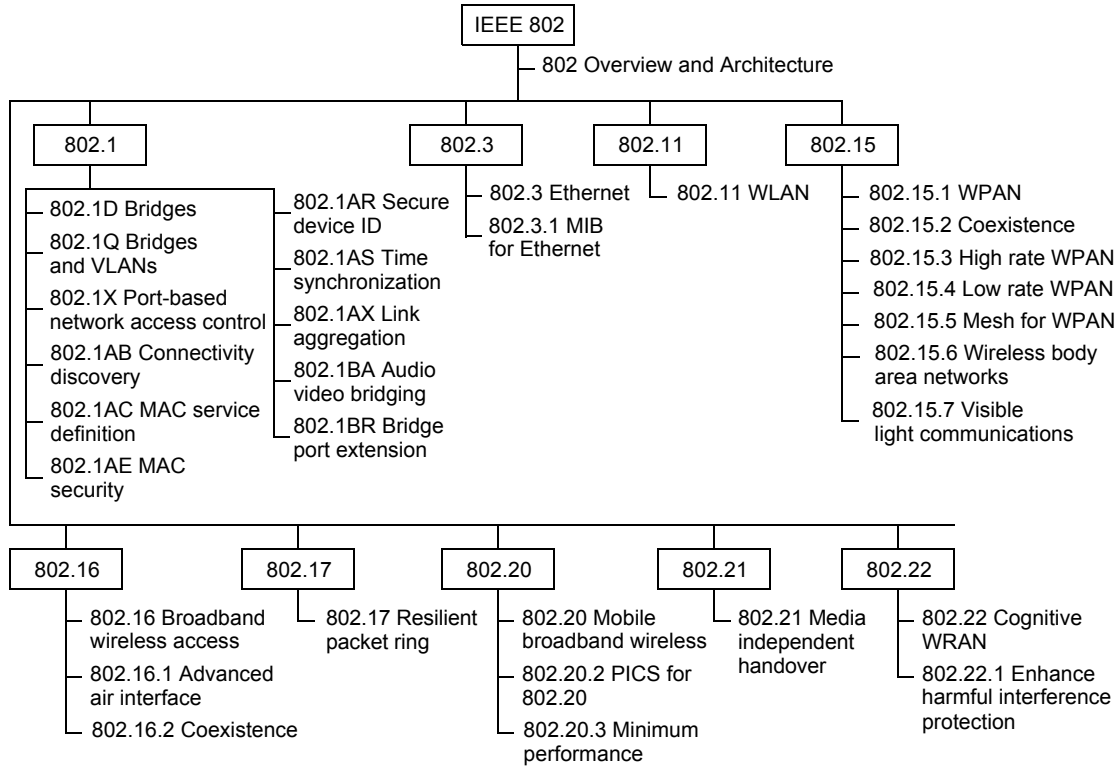 IEEE 802
802 Overview and Architecture
802.1
802.3
802.11
802.15
802.1D Bridges
802.1Q Bridges
and VLANs
802.1X Port-based
network access control
802.1AB Connectivity
discovery
802.1AC MAC service
definition
802.1AE MAC
security
802.1AR Secure
device ID
802.1AS Time
synchronization
802.1AX Link
aggregation
802.1BA Audio
video bridging
802.1BR Bridge
port extension
802.3 Ethernet
802.3.1 MIB
for Ethernet
802.11 WLAN
802.15.1 WPAN
802.15.2 Coexistence
802.15.3 High rate WPAN
802.15.4 Low rate WPAN
802.15.5 Mesh for WPAN
802.15.6 Wireless body
area networks
802.15.7 Visible
light communications
802.16
802.17
802.20
802.21
802.22
802.16 Broadband
wireless access
802.16.1 Advanced
air interface
802.16.2 Coexistence
802.17 Resilient
packet ring
802.20 Mobile
broadband wireless
802.20.2 PICS for
802.20
802.20.3 Minimum
performance
802.21 Media
independent
handover
802.22 Cognitive
WRAN
802.22.1 Enhance
harmful interference
protection